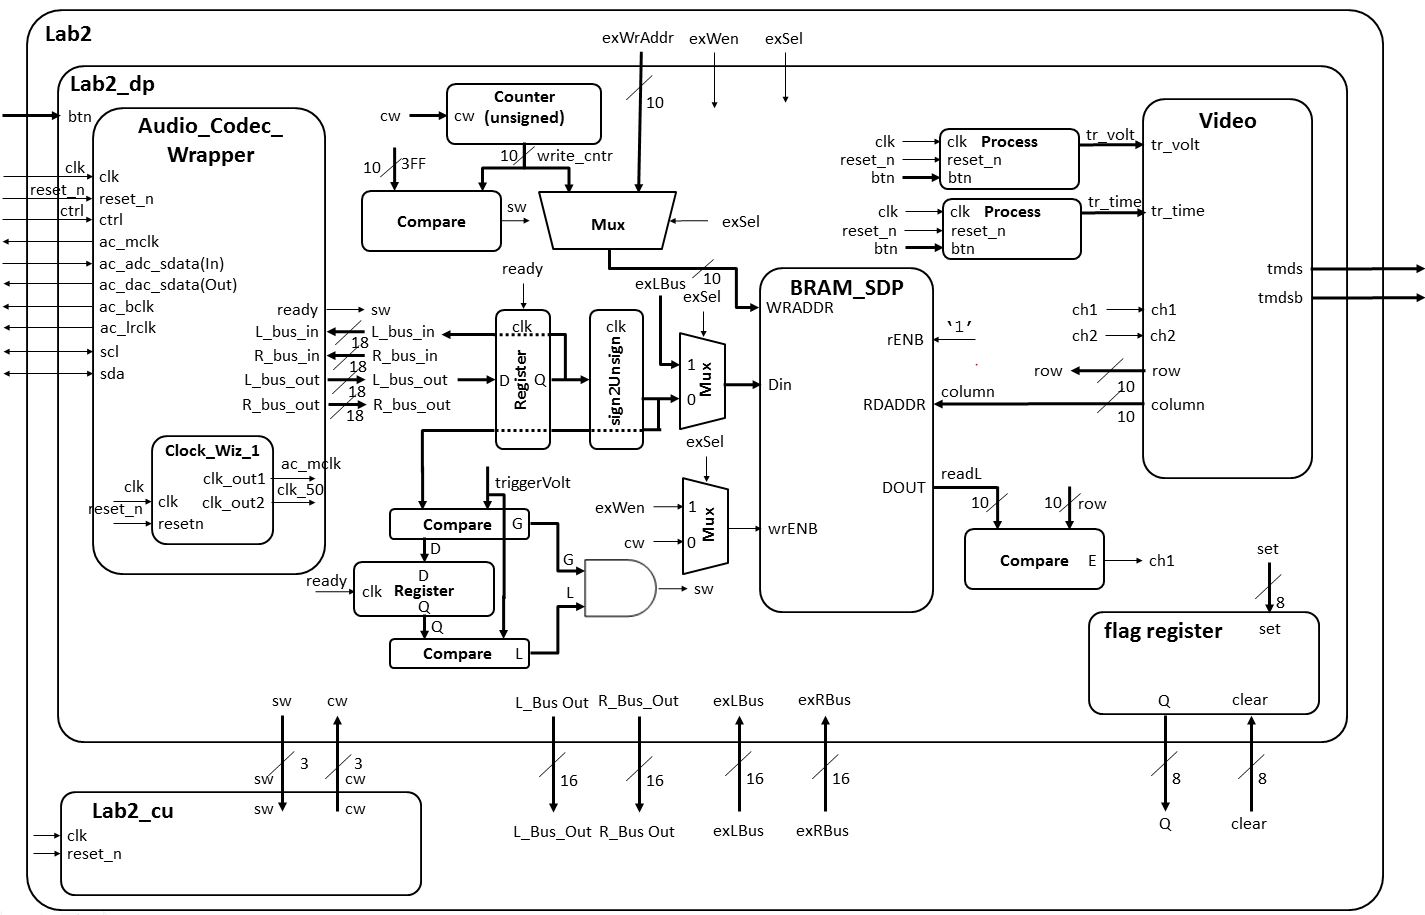 Lab2
exWrAddr
exWen
exSel
10
Lab2_dp
btn
Audio_Codec_
Wrapper
clk
clk
reset_n
reset_n
ctrl
ctrl
ac_mclk
ac_adc_sdata(In)
ac_dac_sdata(Out)
ac_bclk
ac_lrclk
scl
sda
ready
sw
L_bus_in
L_bus_in
18
R_bus_in
R_bus_in
18
L_bus_out
L_bus_out
18
R_bus_out
R_bus_out
18
Clock_Wiz_1
clk_out1
ac_mclk
clk_out2
clk_50
clk
clk
reset_n
resetn
cw
cw
Counter
(unsigned)
10
write_cntr
10
3FF
Compare
sw
Mux
exSel
10
ready
clk
Register
D
Q
clk
sign2Unsign
exLBus
exSel
1
0
Mux
BRAM_SDP
WRADDR
rENB
‘1’
Din
RDADDR
column
DOUT
readL
wrENB
exSel
exWen
1
cw
0
Mux
triggerVolt
Compare
G
D
ready
clk
D
Register
Q
Q
Compare
L
G
L
sw
clk
clk
Process
reset_n
reset_n
btn
btn
tr_volt
clk
clk
Process
reset_n
reset_n
btn
btn
tr_time
Video
tr_volt
tr_time
tmds
tmdsb
ch1
ch1
ch2
ch2
row
row
10
column
10
10
10
row
Compare
E
ch1
set
8
flag register
set
Q
clear
8
8
Q
clear
sw
cw
3
3
sw
cw
sw
cw
Lab2_cu
clk
reset_n
L_Bus Out
R_Bus_Out
exLBus
exRBus
16
16
16
16
L_Bus_Out
R_Bus Out
exLBus
exRBus